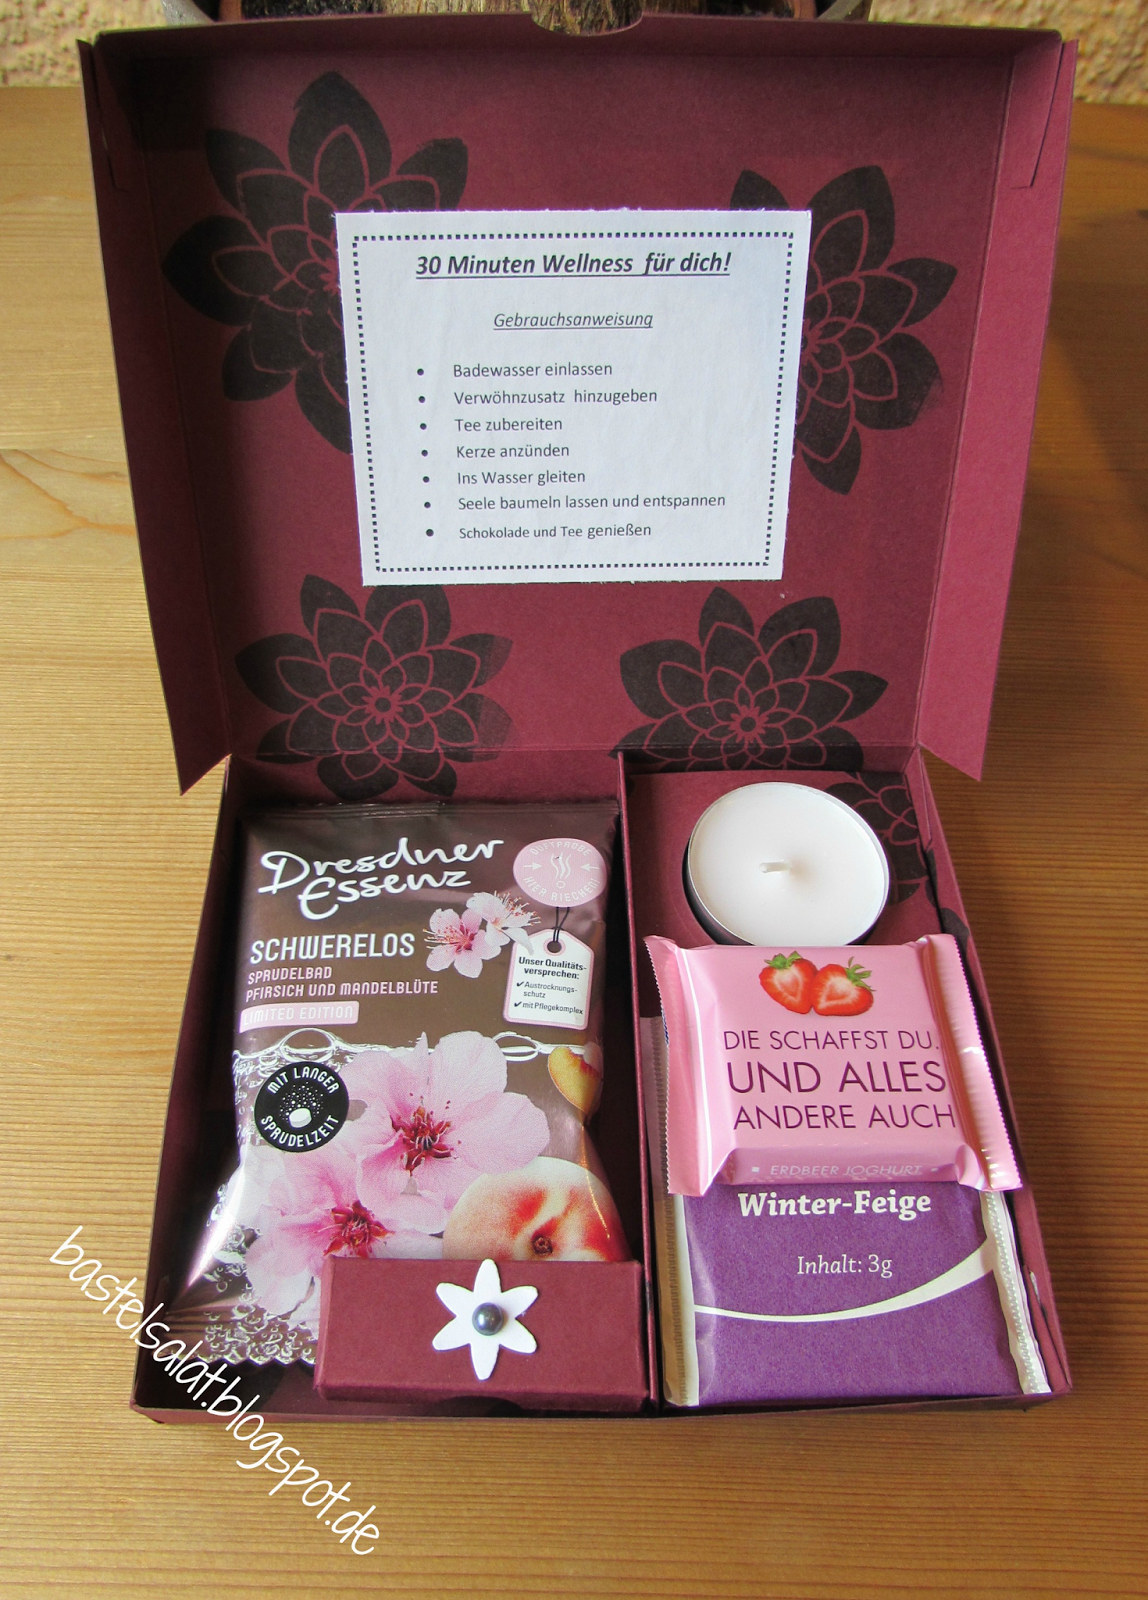 30 Minuten Wellness für dich!
Gebrauchsanweisung
• Badewasser einlassen
• Verwöhnzusatz hinzugeben
• Tee zubereiten
• Kerze anzünden
• Ins Wasser gleiten
• Seele baumeln lassen und entspannen
• Schokolade und Tee genießen
Dresdner
Essenz
DUFTPROBE
HIER RIECHEN
SCHWERELOS
SPRUDELBAD
PFIRSICH UND MANDELBLÜTE
LIMITED EDITION
Unser Qualitäts-
versprechen:
✔ Austrocknungs-
schutz
✔ mit Pflegekomplex
MIT LANGER
SPRUDELZEIT
DIE SCHAFFST DU.
UND ALLES
ANDERE AUCH
▪ ERDBEER JOGHURT ▪
Winter-Feige
Inhalt: 3g
bastelsalat.blogspot.de